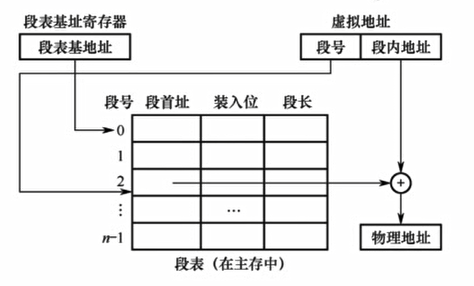 段表基址寄存器
虚拟地址
段表基地址
段号
段内地址
段号
段首址
装入位
段长
0
1
2
⋮
…
n-1
物理地址
段表（在主存中）